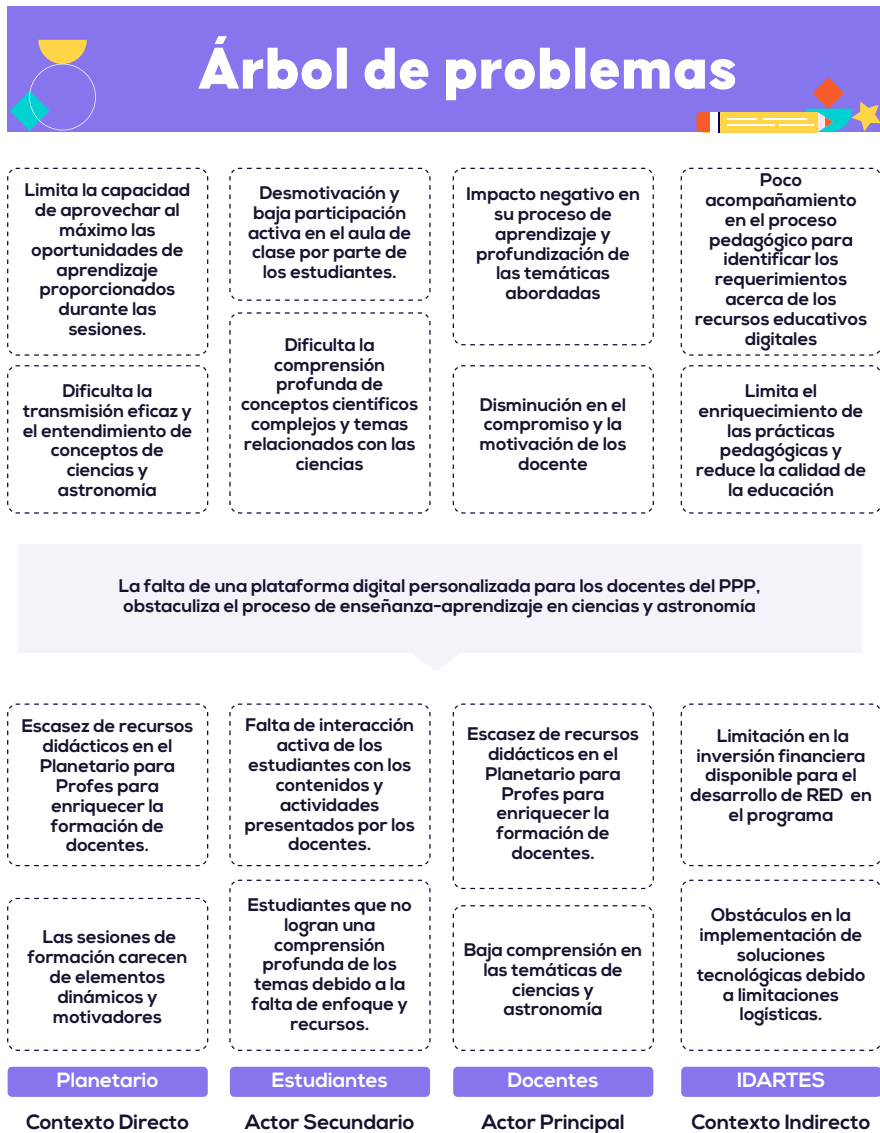 Árbol de problemas
Limita la capacidad
de aprovechar al
máximo las
oportunidades de
aprendizaje
proporcionados
durante las
sesiones.
Desmotivación y
baja participación
activa en el aula de
clase por parte de
los estudiantes.
Impacto negativo en
su proceso de
aprendizaje y
profundización de
las temáticas
abordadas
Poco
acompañamiento
en el proceso
pedagógico para
identificar los
requerimientos
acerca de los
recursos educativos
digitales
Dificulta la
transmisión eficaz y
el entendimiento de
conceptos de
ciencias y
astronomía
Dificulta la
comprensión
profunda de
conceptos científicos
complejos y temas
relacionados con las
ciencias
Disminución en el
compromiso y la
motivación de los
docente
Limita el
enriquecimiento de
las prácticas
pedagógicas y
reduce la calidad de
la educación
La falta de una plataforma digital personalizada para los docentes del PPP,
obstaculiza el proceso de enseñanza-aprendizaje en ciencias y astronomía
Escasez de recursos
didácticos en el
Planetario para
Profes para
enriquecer la
formación de
docentes.
Falta de interacción
activa de los
estudiantes con los
contenidos y
actividades
presentados por los
docentes.
Escasez de recursos
didácticos en el
Planetario para
Profes para
enriquecer la
formación de
docentes.
Limitación en la
inversión financiera
disponible para el
desarrollo de RED en
el programa
Las sesiones de
formación carecen
de elementos
dinámicos y
motivadores
Estudiantes que no
logran una
comprensión
profunda de los
temas debido a la
falta de enfoque y
recursos.
Baja comprensión en
las temáticas de
ciencias y
astronomía
Obstáculos en la
implementación de
soluciones
tecnológicas debido
a limitaciones
logísticas.
Planetario
Estudiantes
Docentes
IDARTES
Contexto Directo
Actor Secundario
Actor Principal
Contexto Indirecto